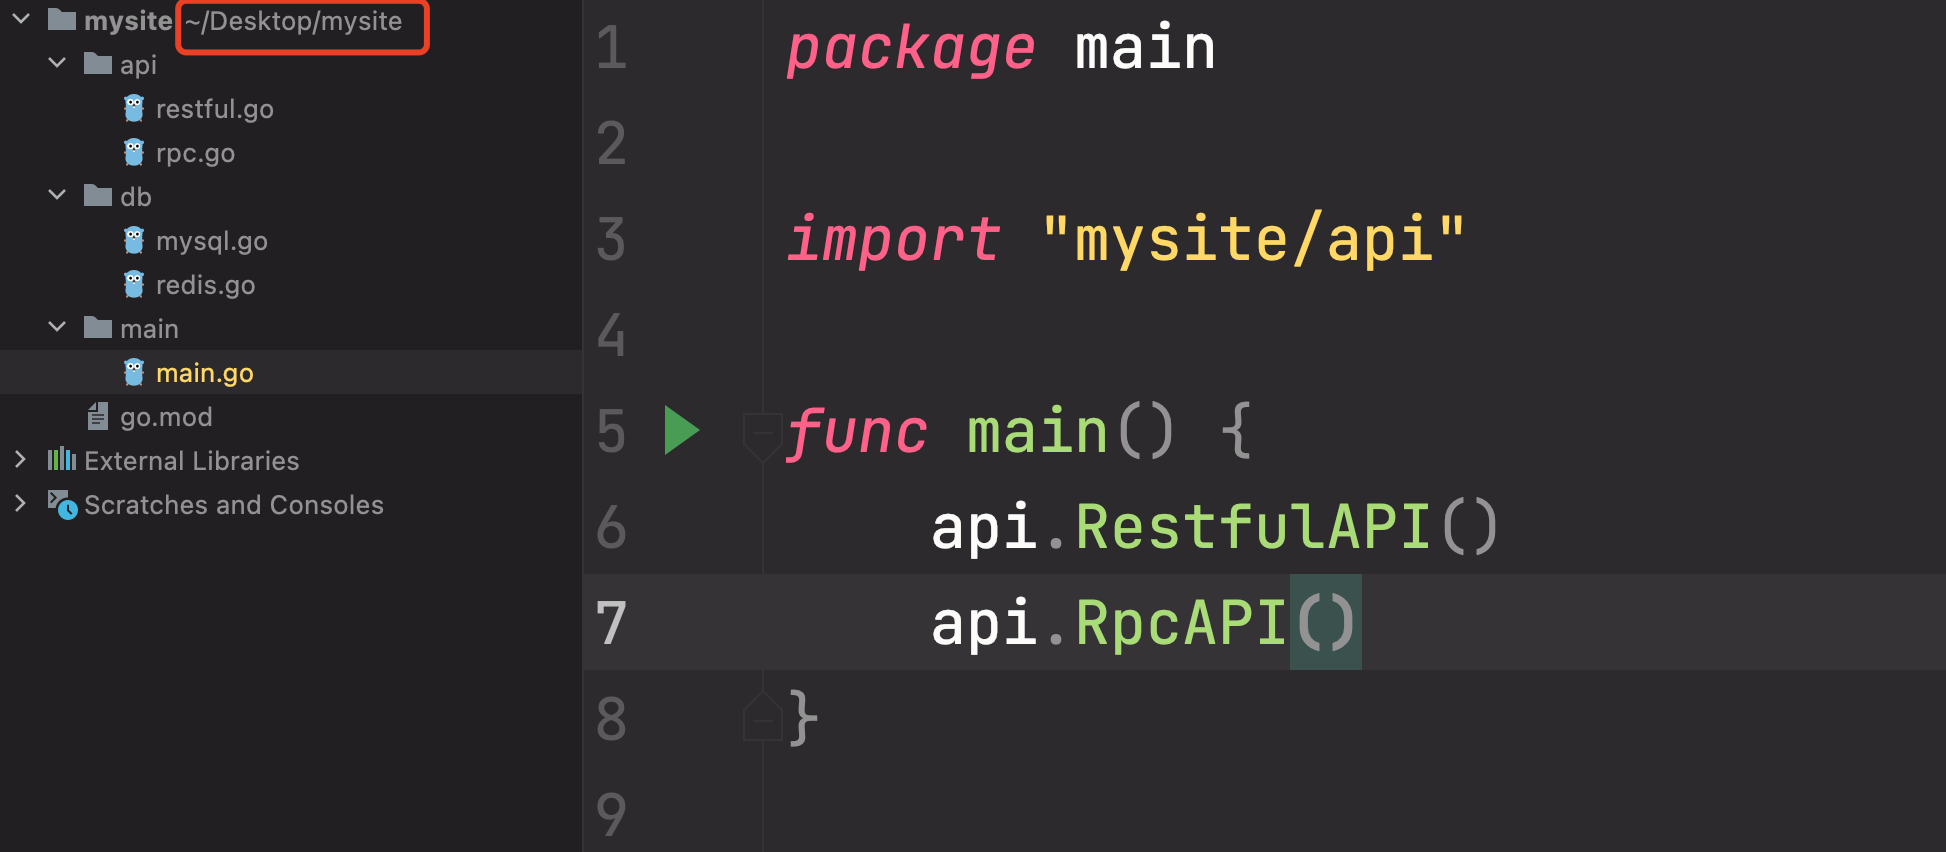 mysite ~/Desktop/mysite
api
restful.go
rpc.go
db
mysql.go
redis.go
main
main.go
go.mod
External Libraries
Scratches and Consoles
1 package main
2
3 import "mysite/api"
4
5 func main() {
6 api.RestfulAPI()
7 api.RpcAPI()
8 }
9